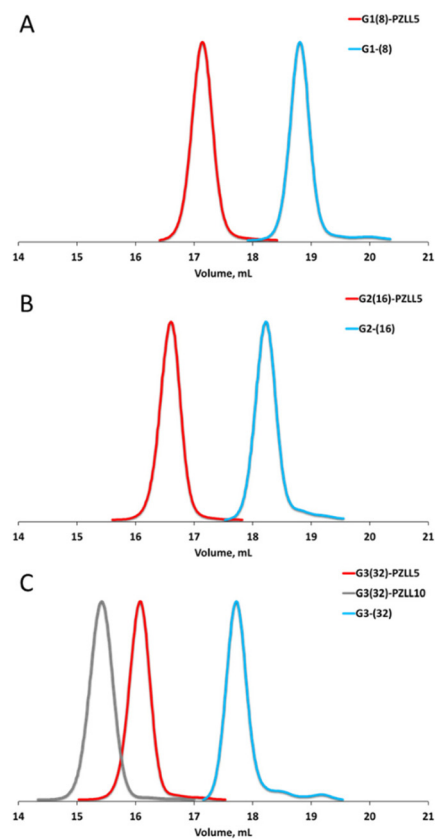 A
G1(8)-PZLL5
G1-(8)
14 15 16 17 18 19 20 21
Volume, mL
B
G2(16)-PZLL5
G2-(16)
14 15 16 17 18 19 20 21
Volume, mL
C
G3(32)-PZLL5
G3(32)-PZLL10
G3-(32)
14 15 16 17 18 19 20 21
Volume, mL